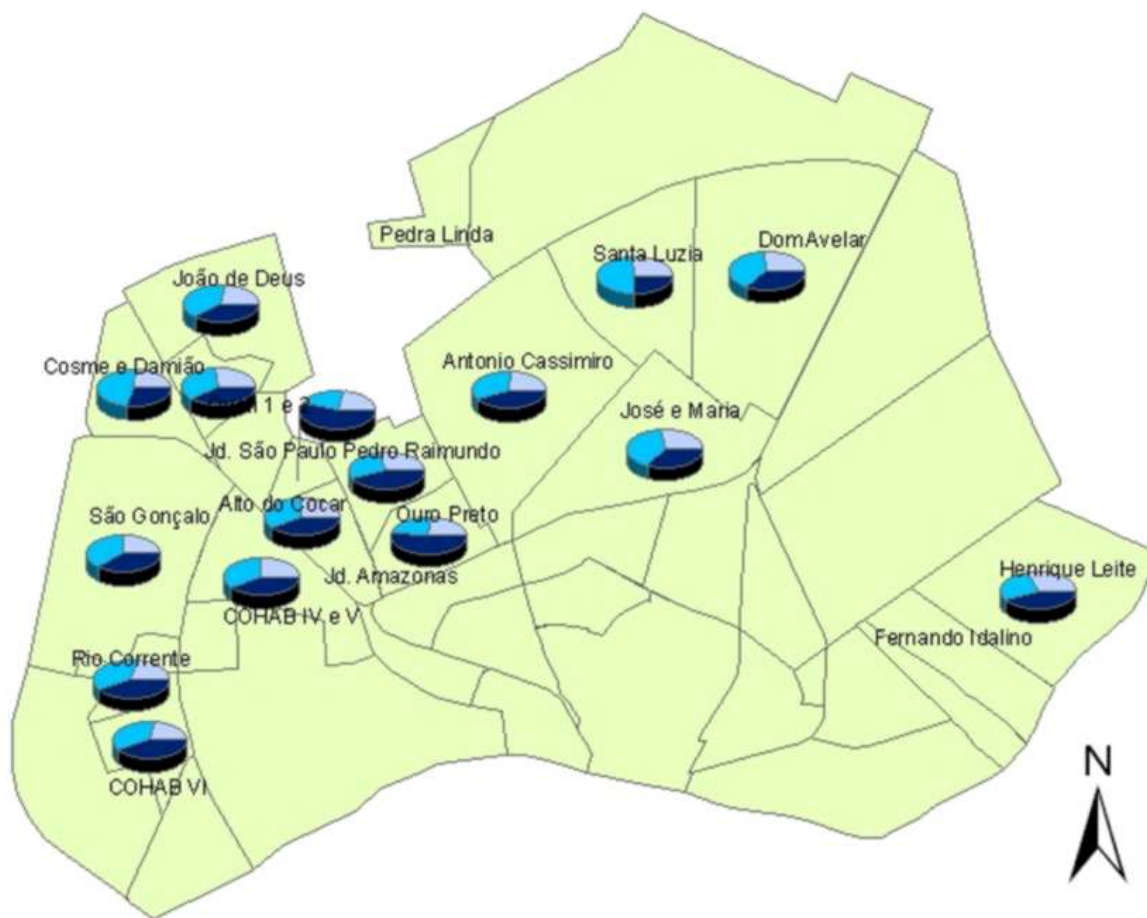 Pedra Linda
DomAvelar
Santa Luzia
João de Deus
Cosme e Damião
Antonio Cassimiro
1 e
José e Maria
Jd. São Paulo Pedro Raimundo
Alto do Cocar
Ouro Preto
São Gonçalo
Jd. Amazonas
Henrique Leite
COHAB IV e V
Fernando Idalino
Rio Corrente
COHAB VI
N